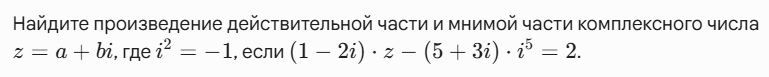 Найдите произведение действительной части и мнимой части комплексного числа
z = a + bi, где i² = −1, если (1 − 2i) · z − (5 + 3i) · i⁵ = 2.